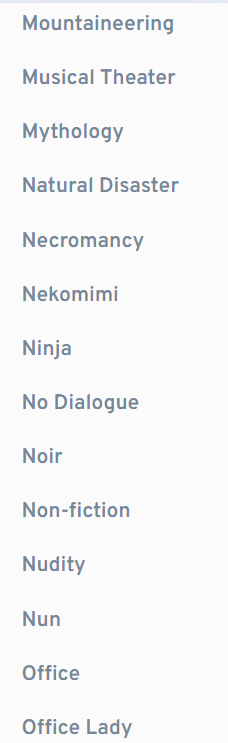 Mountaineering
Musical Theater
Mythology
Natural Disaster
Necromancy
Nekomimi
Ninja
No Dialogue
Noir
Non-fiction
Nudity
Nun
Office
Office Lady